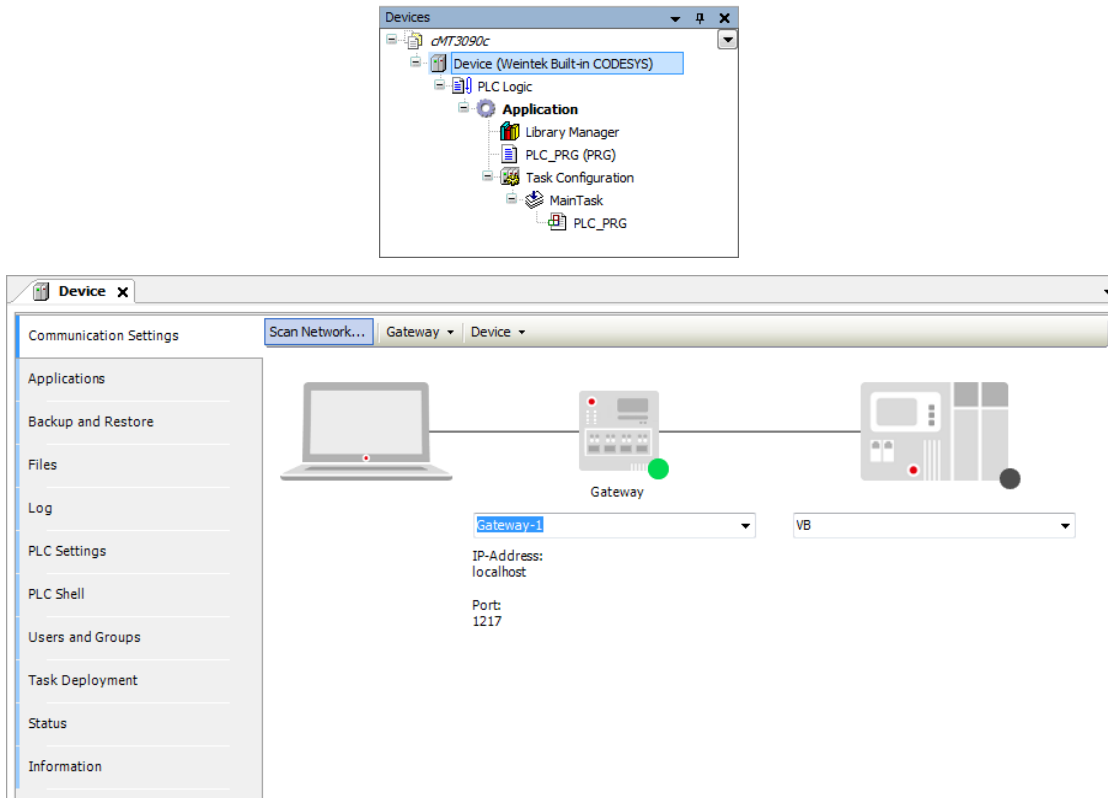 Devices
cMT3090c
Device (Weintek Built-in CODESYS)
PLC Logic
Application
Library Manager
PLC_PRG (PRG)
Task Configuration
MainTask
PLC_PRG
Device
Communication Settings
Scan Network... Gateway Device
Applications
Backup and Restore
Files
Log
PLC Settings
PLC Shell
Users and Groups
Task Deployment
Status
Information
Gateway
Gateway-1
IP-Address:
localhost
Port:
1217
VB